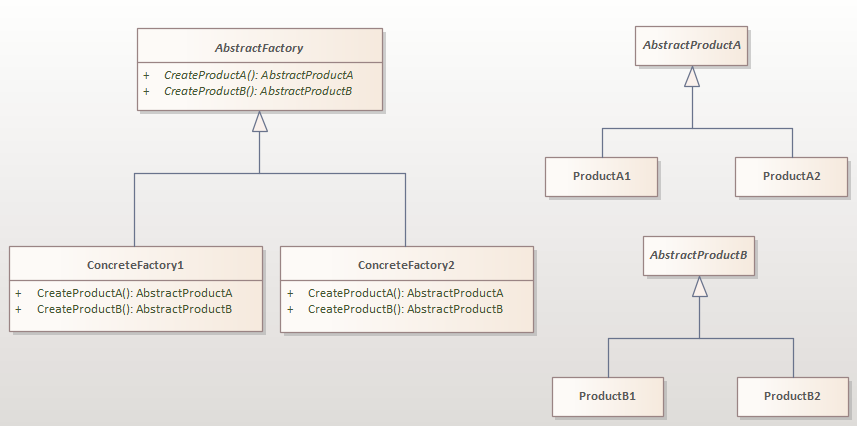 AbstractFactory
+ CreateProductA(): AbstractProductA
+ CreateProductB(): AbstractProductB
AbstractProductA
ProductA1
ProductA2
ConcreteFactory1
+ CreateProductA(): AbstractProductA
+ CreateProductB(): AbstractProductB
ConcreteFactory2
+ CreateProductA(): AbstractProductA
+ CreateProductB(): AbstractProductB
AbstractProductB
ProductB1
ProductB2